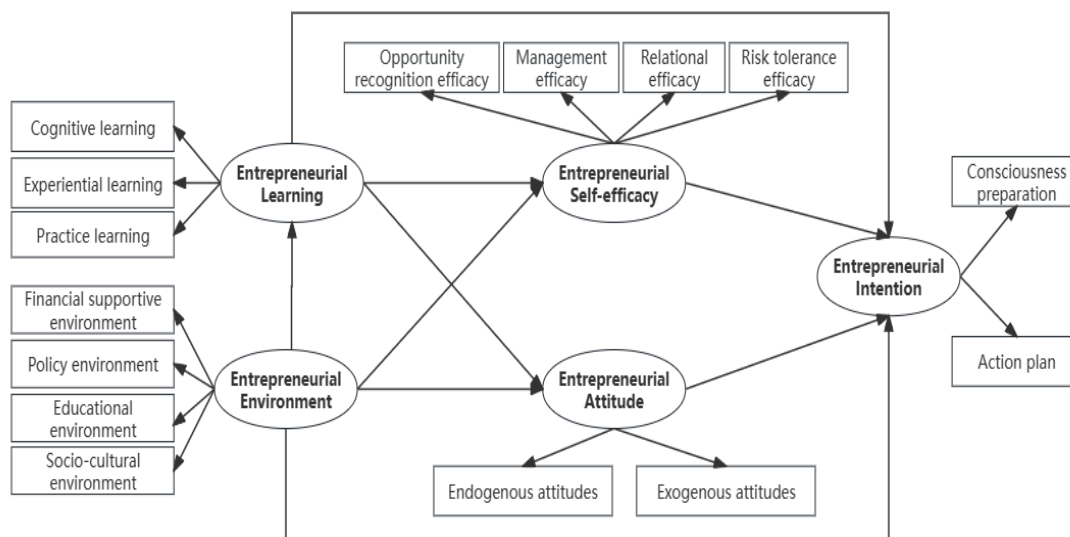 Opportunity
recognition efficacy
Management
efficacy
Relational
efficacy
Risk tolerance
efficacy
Cognitive learning
Experiential learning
Practice learning
Entrepreneurial
Learning
Entrepreneurial
Self-efficacy
Consciousness
preparation
Entrepreneurial
Intention
Financial supportive
environment
Policy environment
Educational
environment
Socio-cultural
environment
Entrepreneurial
Environment
Entrepreneurial
Attitude
Action plan
Endogenous attitudes
Exogenous attitudes